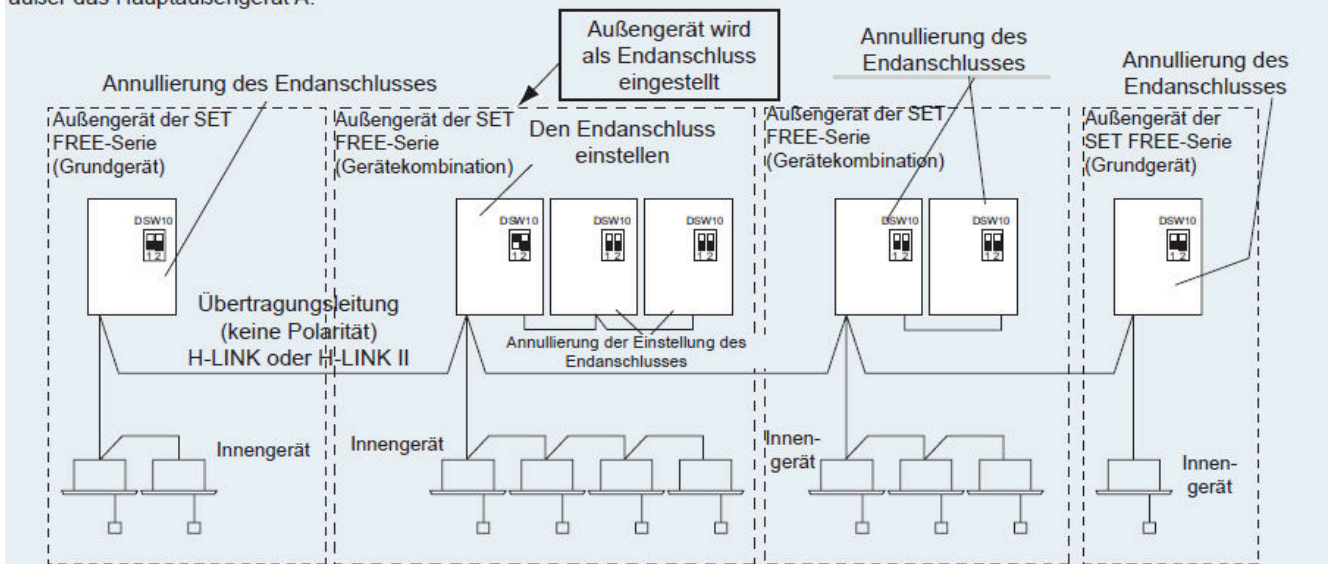 außer das Hauptaußengerät A.
Außengerät wird
als Endanschluss
eingestellt
Annullierung des
Endanschlusses
Annullierung des
Endanschlusses
Annullierung des Endanschlusses
Außengerät der SET
FREE-Serie
(Grundgerät)
Außengerät der SET
FREE-Serie
(Gerätekombination)
Den Endanschluss
einstellen
Außengerät der SET
FREE-Serie
(Gerätekombination)
Außengerät der
SET FREE-Serie
(Grundgerät)
DSW10
1 2
DSW10
1 2
DSW10
1 2
DSW10
1 2
DSW10
1 2
DSW10
1 2
DSW10
1 2
Übertragungsleitung
(keine Polarität)
H-LINK oder H-LINK II
Annullierung der Einstellung des
Endanschlusses
Innengerät
Innengerät
Innen-
gerät
Innen-
gerät